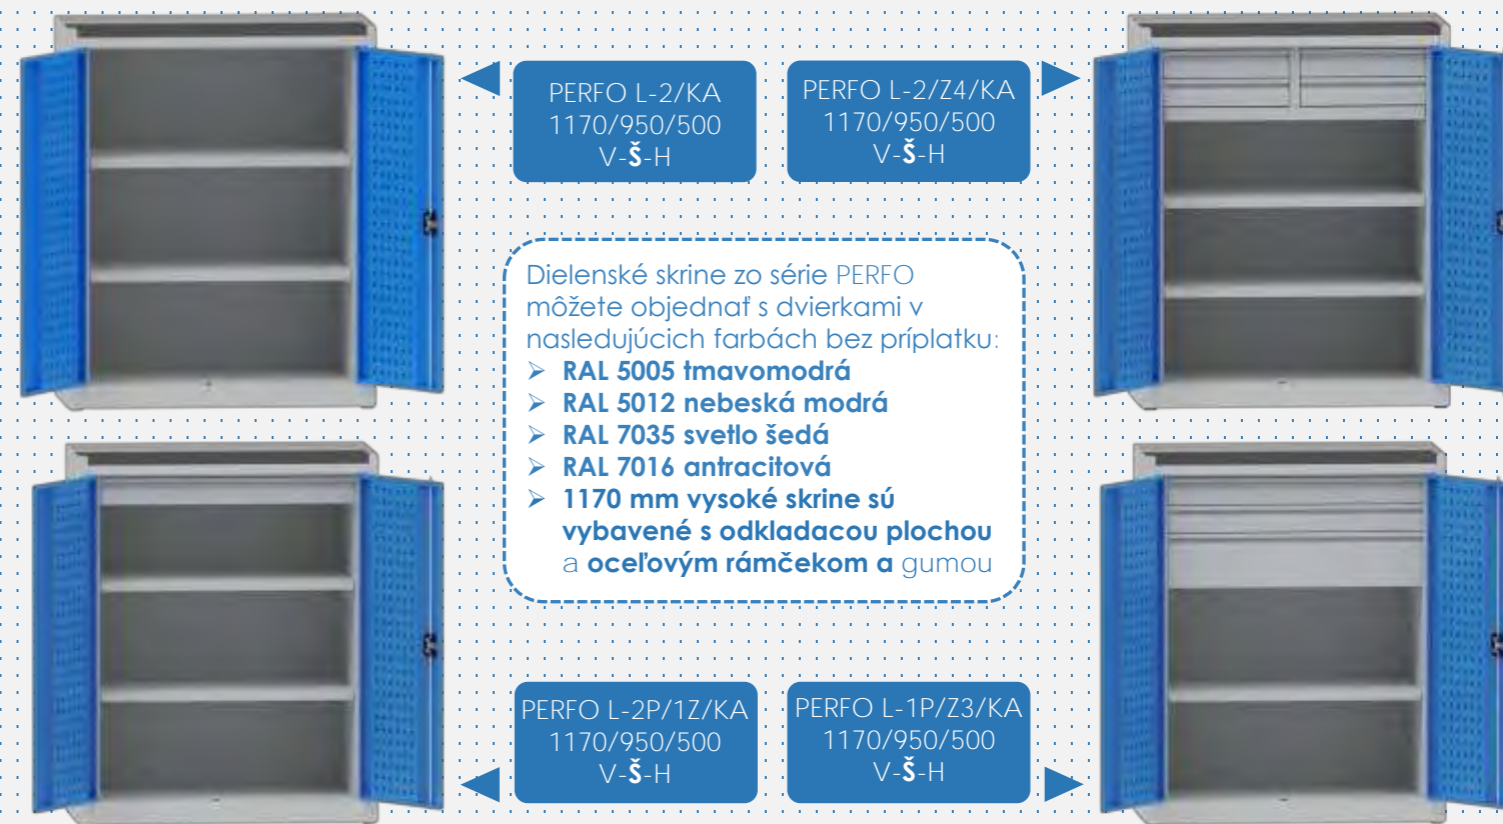 PERFO L-2/KA
1170/950/500
V-Š-H
PERFO L-2/Z4/KA
1170/950/500
V-Š-H
Dielenské skrine zo série PERFO
môžete objednať s dvierkami v
nasledujúcich farbách bez príplatku:
➢ RAL 5005 tmavomodrá
➢ RAL 5012 nebeská modrá
➢ RAL 7035 svetlo šedá
➢ RAL 7016 antracitová
➢ 1170 mm vysoké skrine sú
vybavené s odkladacou plochou
a oceľovým rámčekom a gumou
PERFO L-2P/1Z/KA
1170/950/500
V-Š-H
PERFO L-1P/Z3/KA
1170/950/500
V-Š-H